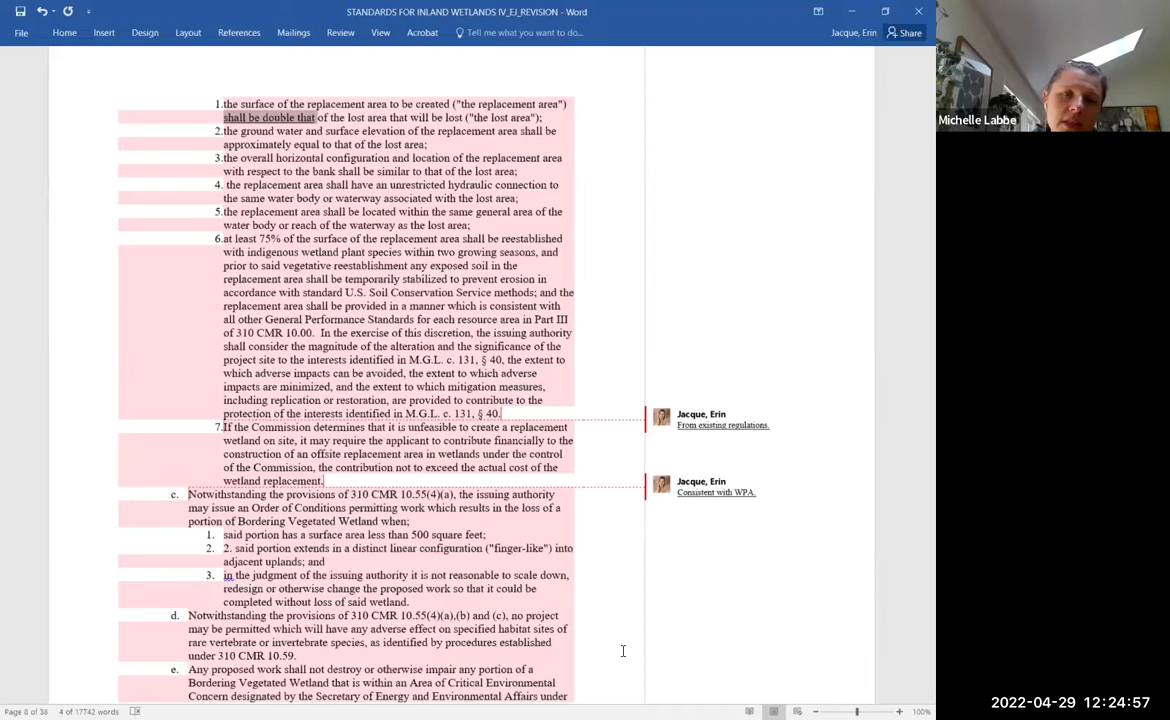 STANDARDS FOR INLAND WETLANDS IV_EJ_REVISION - Word
File Home Insert Design Layout References Mailings Review View Acrobat Tell me what you want to do... Jacque, Erin Share
1.the surface of the replacement area to be created ("the replacement area")
shall be double that of the lost area that will be lost ("the lost area");
2.the ground water and surface elevation of the replacement area shall be
approximately equal to that of the lost area;
3.the overall horizontal configuration and location of the replacement area
with respect to the bank shall be similar to that of the lost area;
4. the replacement area shall have an unrestricted hydraulic connection to
the same water body or waterway associated with the lost area;
5.the replacement area shall be located within the same general area of the
water body or reach of the waterway as the lost area;
6.at least 75% of the surface of the replacement area shall be reestablished
with indigenous wetland plant species within two growing seasons, and
prior to said vegetative reestablishment any exposed soil in the
replacement area shall be temporarily stabilized to prevent erosion in
accordance with standard U.S. Soil Conservation Service methods; and the
replacement area shall be provided in a manner which is consistent with
all other General Performance Standards for each resource area in Part III
of 310 CMR 10.00. In the exercise of this discretion, the issuing authority
shall consider the magnitude of the alteration and the significance of the
project site to the interests identified in M.G.L. c. 131, § 40, the extent to
which adverse impacts can be avoided, the extent to which adverse
impacts are minimized, and the extent to which mitigation measures,
including replication or restoration, are provided to contribute to the
protection of the interests identified in M.G.L. c. 131, § 40.
7.If the Commission determines that it is unfeasible to create a replacement
wetland on site, it may require the applicant to contribute financially to the
construction of an offsite replacement area in wetlands under the control
of the Commission, the contribution not to exceed the actual cost of the
wetland replacement.
c. Notwithstanding the provisions of 310 CMR 10.55(4)(a), the issuing authority
may issue an Order of Conditions permitting work which results in the loss of a
portion of Bordering Vegetated Wetland when;
1. said portion has a surface area less than 500 square feet;
2. 2. said portion extends in a distinct linear configuration ("finger-like") into
adjacent uplands; and
3. in the judgment of the issuing authority it is not reasonable to scale down,
redesign or otherwise change the proposed work so that it could be
completed without loss of said wetland.
d. Notwithstanding the provisions of 310 CMR 10.55(4)(a),(b) and (c), no project
may be permitted which will have any adverse effect on specified habitat sites of
rare vertebrate or invertebrate species, as identified by procedures established
under 310 CMR 10.59.
e. Any proposed work shall not destroy or otherwise impair any portion of a
Bordering Vegetated Wetland that is within an Area of Critical Environmental
Concern designated by the Secretary of Energy and Environmental Affairs under
Jacque, Erin
From existing regulations.
Jacque, Erin
Consistent with WPA.
Page 8 of 38 4 of 17742 words 100%
Michelle Labbe
2022-04-29 12:24:57